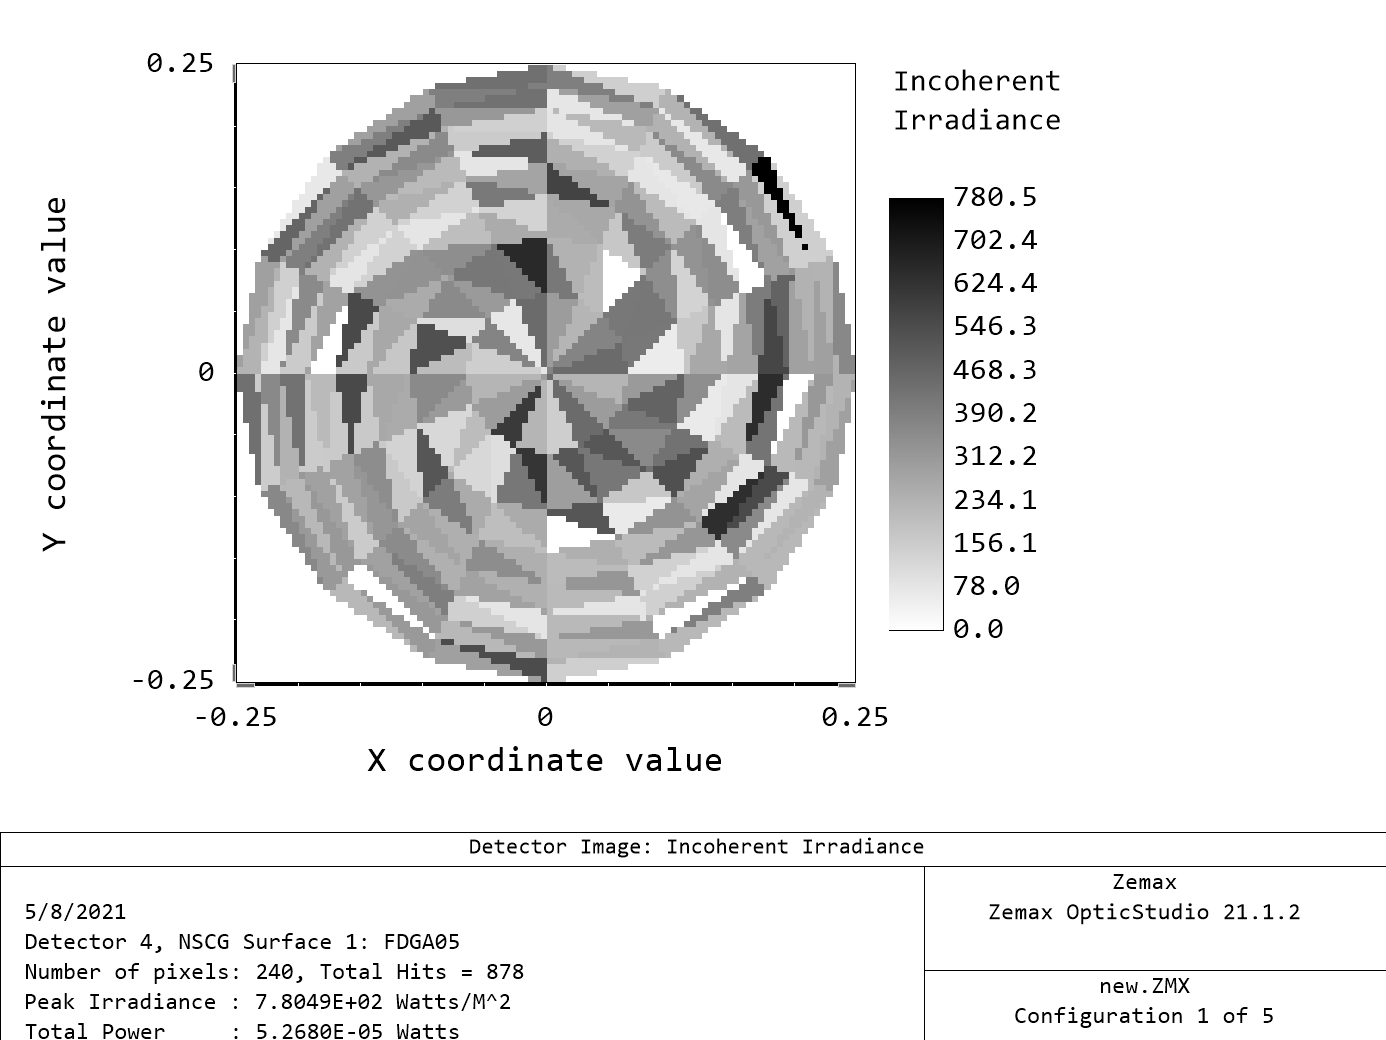 0.25
0
-0.25
Y coordinate value
-0.25
0
0.25
X coordinate value
Incoherent
Irradiance
780.5
702.4
624.4
546.3
468.3
390.2
312.2
234.1
156.1
78.0
0.0
Detector Image: Incoherent Irradiance
5/8/2021
Detector 4, NSCG Surface 1: FDGA05
Number of pixels: 240, Total Hits = 878
Peak Irradiance : 7.8049E+02 Watts/M^2
Total Power     : 5.2680E-05 Watts
Zemax
Zemax OpticStudio 21.1.2
new.ZMX
Configuration 1 of 5